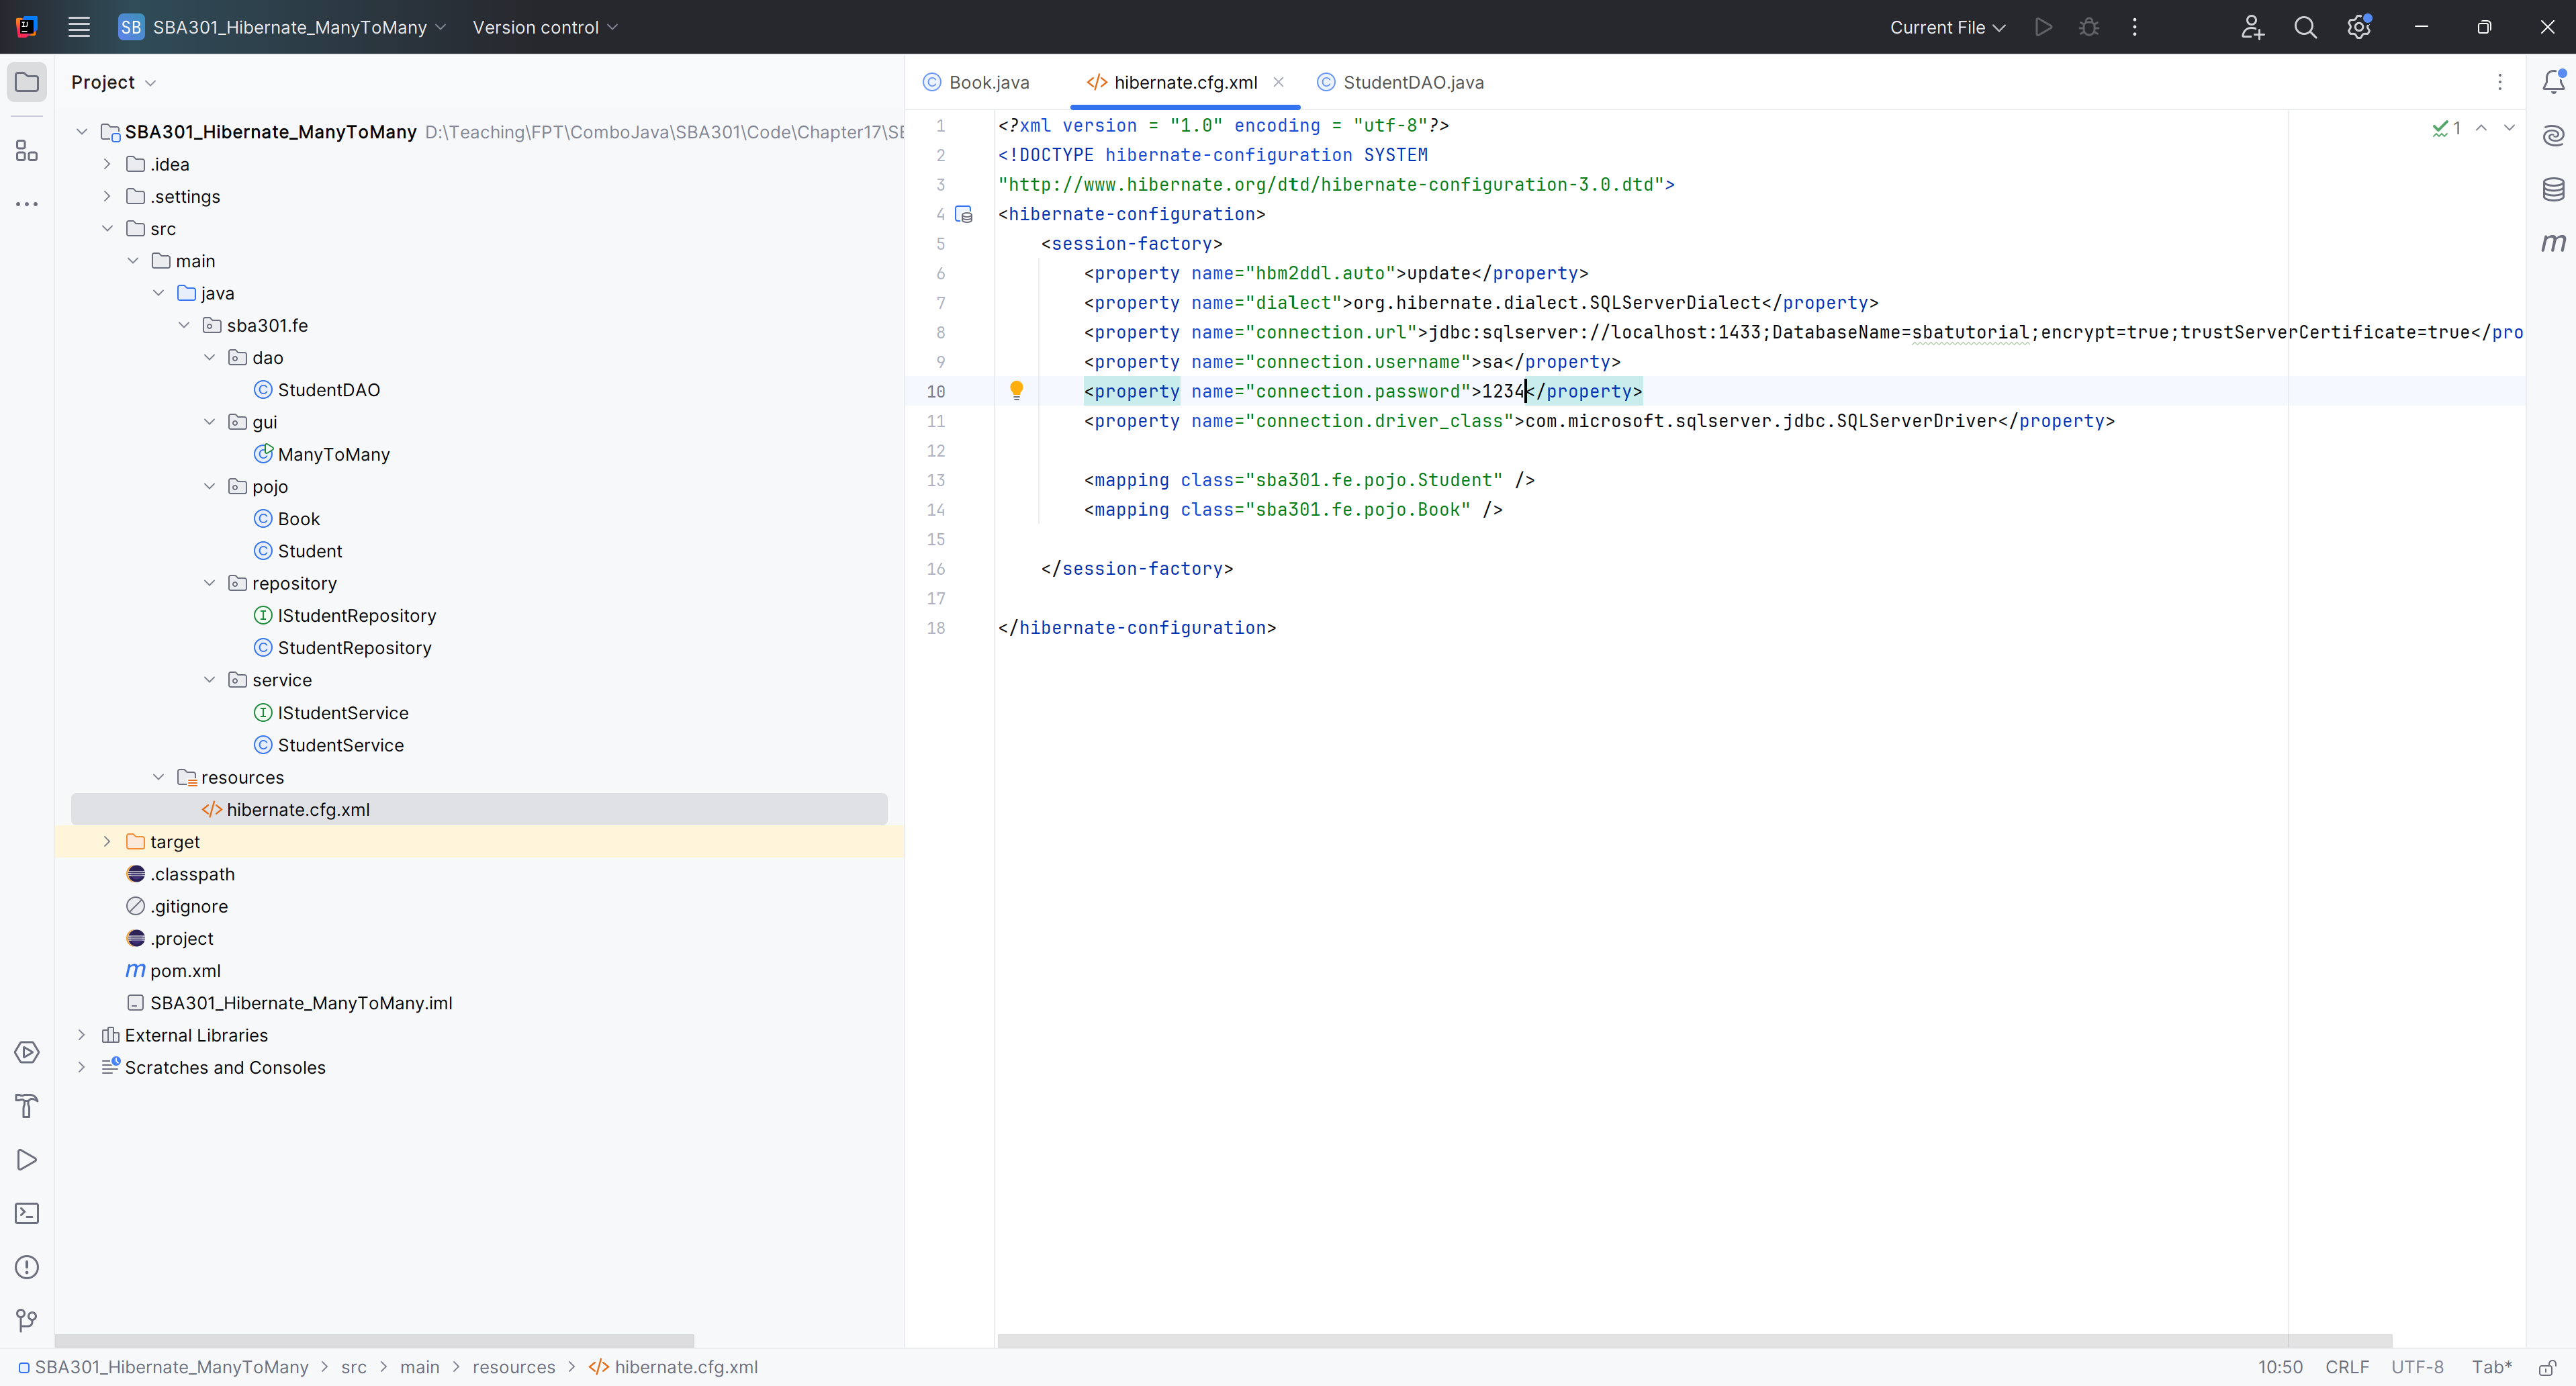 SB SBA301_Hibernate_ManyToMany Version control Current File
Project
SBA301_Hibernate_ManyToMany D:\Teaching\FPT\ComboJava\SBA301\Code\Chapter17\SE
.idea
.settings
src
main
java
sba301.fe
dao
StudentDAO
gui
ManyToMany
pojo
Book
Student
repository
IStudentRepository
StudentRepository
service
IStudentService
StudentService
resources
hibernate.cfg.xml
target
.classpath
.gitignore
.project
pom.xml
SBA301_Hibernate_ManyToMany.iml
External Libraries
Scratches and Consoles
Book.java hibernate.cfg.xml StudentDAO.java
1 <?xml version = "1.0" encoding = "utf-8"?>
2 <!DOCTYPE hibernate-configuration SYSTEM
3 "http://www.hibernate.org/dtd/hibernate-configuration-3.0.dtd">
4 <hibernate-configuration>
5 <session-factory>
6 <property name="hbm2ddl.auto">update</property>
7 <property name="dialect">org.hibernate.dialect.SQLServerDialect</property>
8 <property name="connection.url">jdbc:sqlserver://localhost:1433;DatabaseName=sbatutorial;encrypt=true;trustServerCertificate=true</pro
9 <property name="connection.username">sa</property>
10 <property name="connection.password">1234</property>
11 <property name="connection.driver_class">com.microsoft.sqlserver.jdbc.SQLServerDriver</property>
12
13 <mapping class="sba301.fe.pojo.Student" />
14 <mapping class="sba301.fe.pojo.Book" />
15
16 </session-factory>
17
18 </hibernate-configuration>
1
SBA301_Hibernate_ManyToMany > src > main > resources > hibernate.cfg.xml
10:50 CRLF UTF-8 Tab*